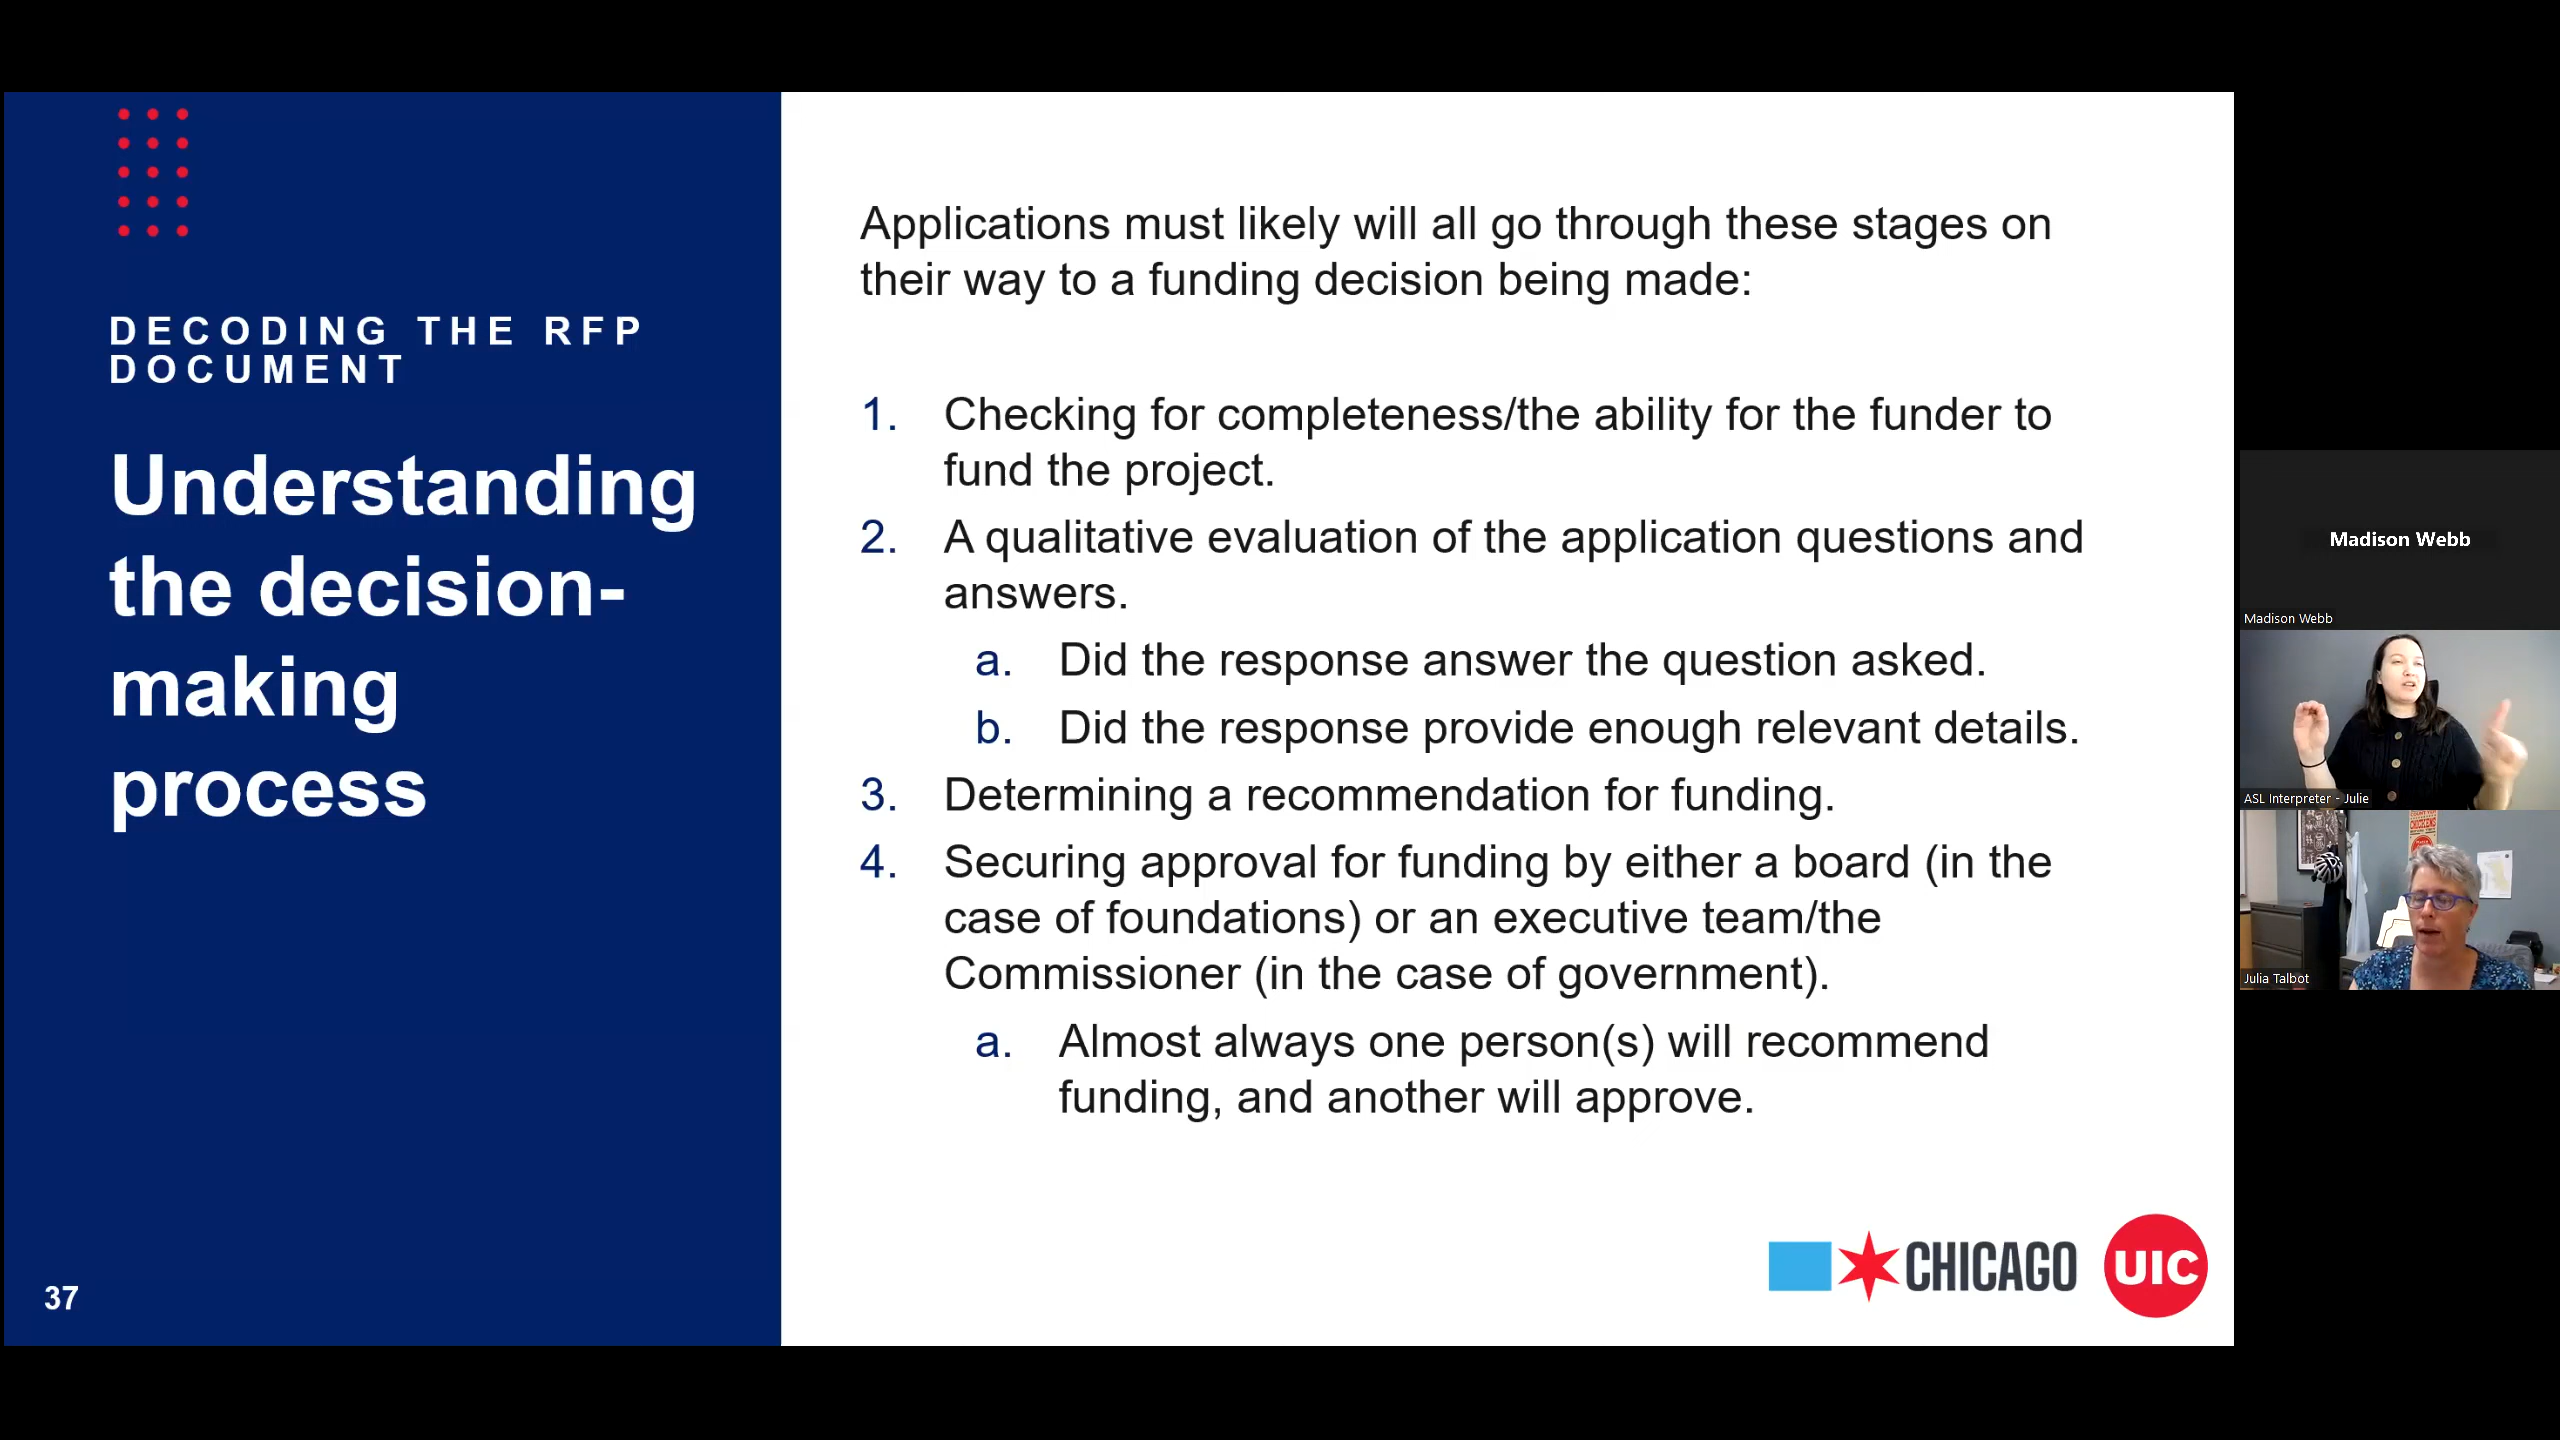 DECODING THE RFP
DOCUMENT
Understanding
the decision-
making
process
37
Applications must likely will all go through these stages on
their way to a funding decision being made:
1. Checking for completeness/the ability for the funder to
fund the project.
2. A qualitative evaluation of the application questions and
answers.
a. Did the response answer the question asked.
b. Did the response provide enough relevant details.
3. Determining a recommendation for funding.
4. Securing approval for funding by either a board (in the
case of foundations) or an executive team/the
Commissioner (in the case of government).
a. Almost always one person(s) will recommend
funding, and another will approve.
CHICAGO
UIC
Madison Webb
Madison Webb
ASL Interpreter - Julie
Julia Talbot